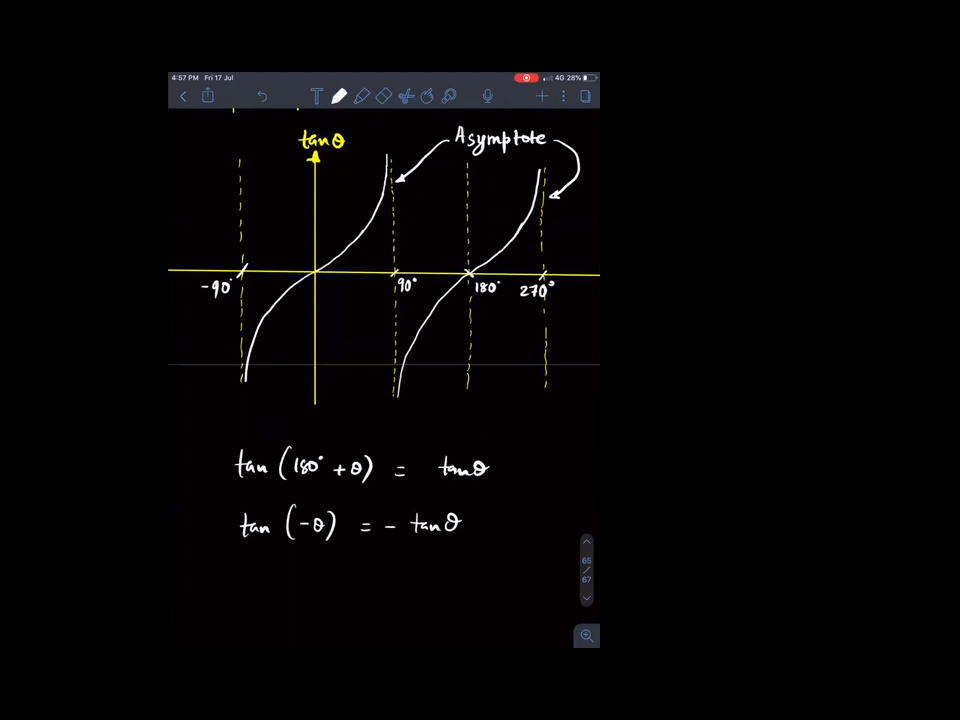 4:57 PM Fri 17 Jul 4G 28%
T
tanθ
Asymptote
-90° 90° 180° 270°
tan (180° + θ) = tanθ
tan (-θ) = - tanθ
65
/
67